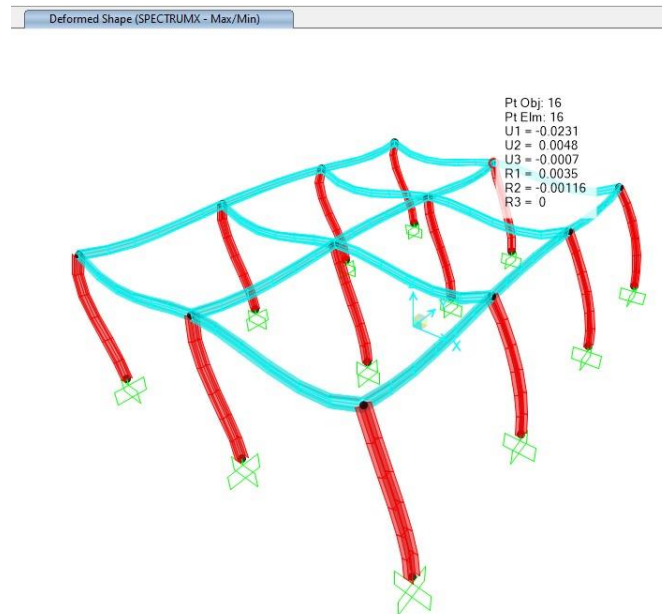 Deformed Shape (SPECTRUMX - Max/Min)
Pt Obj: 16
Pt Elm: 16
U1 = -0.0231
U2 = 0.0048
U3 = -0.0007
R1 = 0.0035
R2 = -0.00116
R3 = 0
X